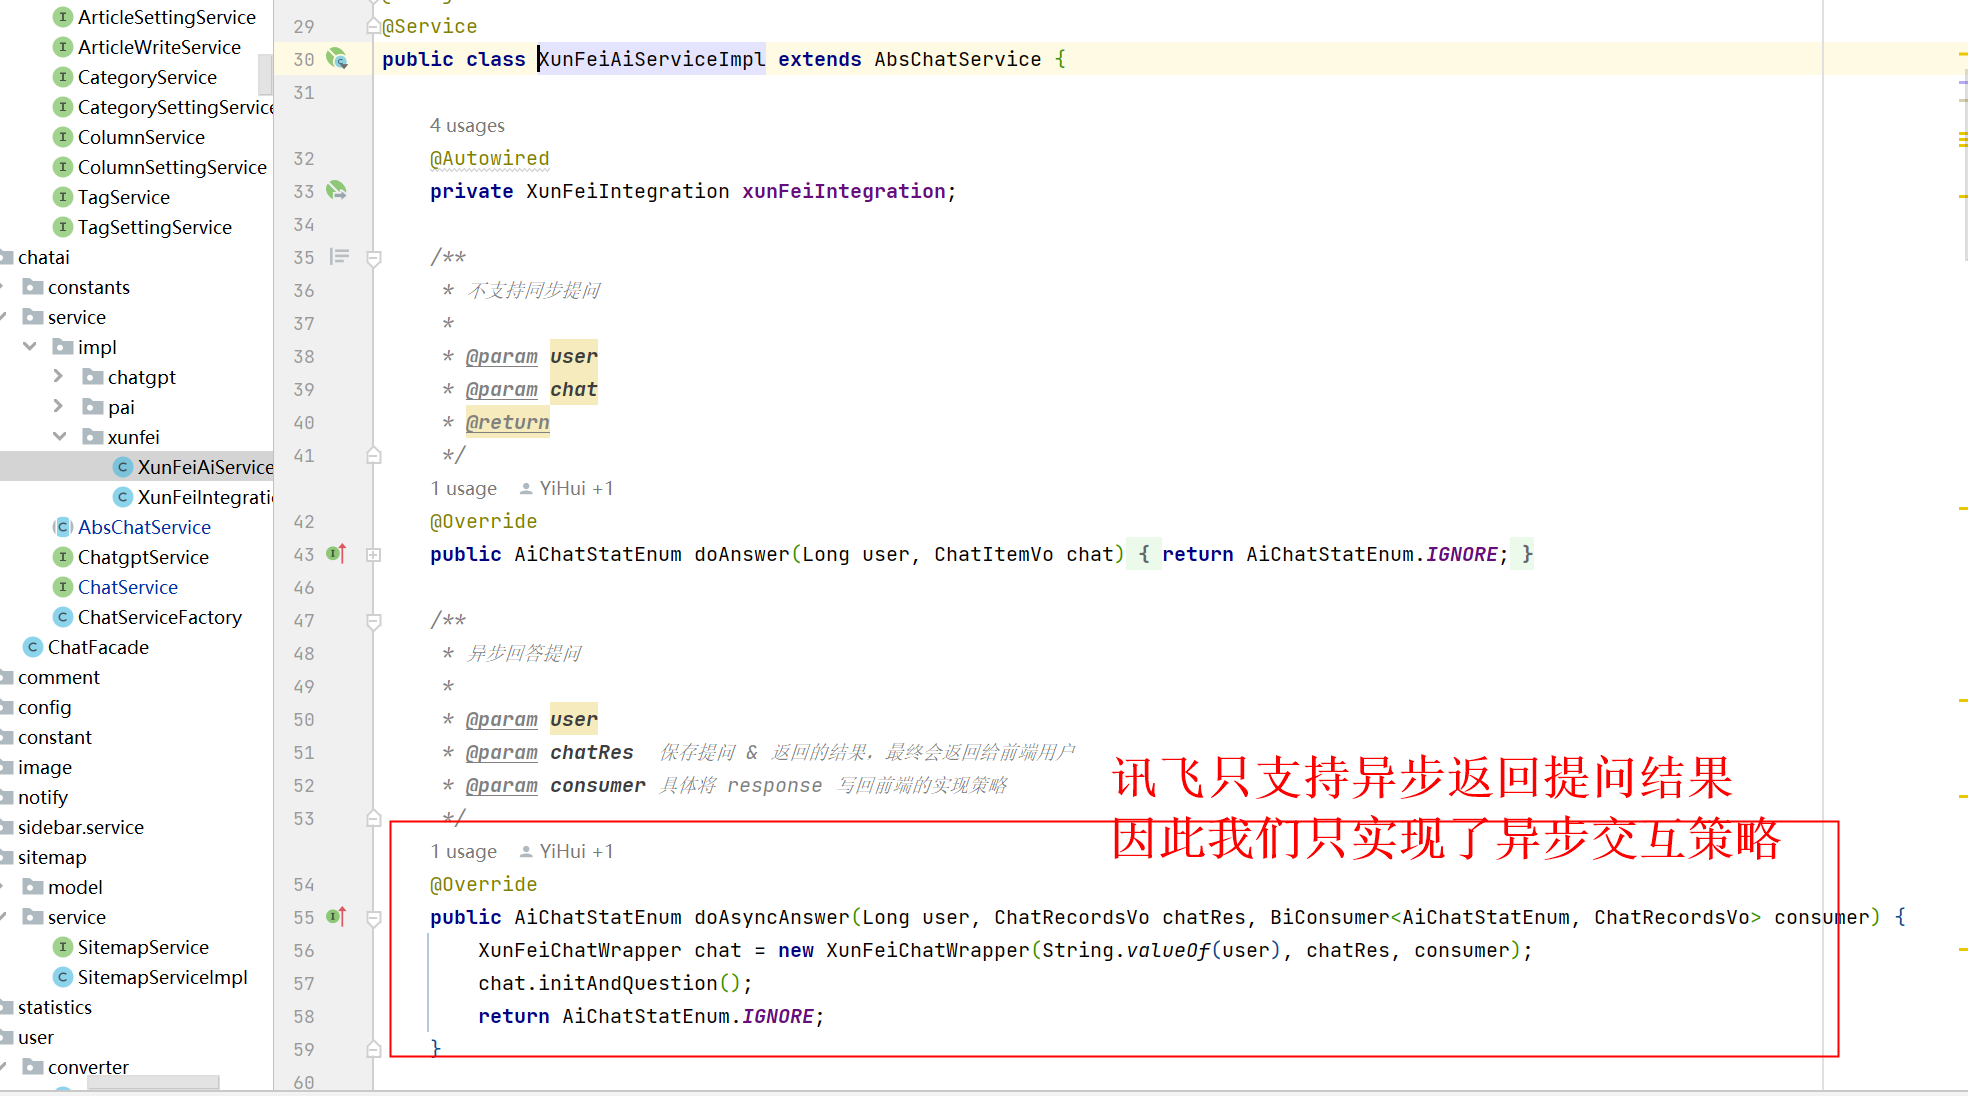 ArticleSettingService
ArticleWriteService
CategoryService
CategorySettingService
ColumnService
ColumnSettingService
TagService
TagSettingService
chatai
constants
service
impl
chatgpt
pai
xunfei
XunFeiAiService
XunFeiIntegrati
AbsChatService
ChatgptService
ChatService
ChatServiceFactory
ChatFacade
comment
config
constant
image
notify
sidebar.service
sitemap
model
service
SitemapService
SitemapServiceImpl
statistics
user
converter
29 @Service
30 public class XunFeiAiServiceImpl extends AbsChatService {
31
4 usages
32 @Autowired
33 private XunFeiIntegration xunFeiIntegration;
34
35 /**
36 * 不支持同步提问
37 *
38 * @param user
39 * @param chat
40 * @return
41 */
1 usage YiHui +1
42 @Override
43 public AiChatStatEnum doAnswer(Long user, ChatItemVo chat) { return AiChatStatEnum.IGNORE; }
46
47 /**
48 * 异步回答提问
49 *
50 * @param user
51 * @param chatRes 保存提问 & 返回的结果，最终会返回给前端用户
52 * @param consumer 具体将 response 写回前端的实现策略
53 */
讯飞只支持异步返回提问结果
因此我们只实现了异步交互策略
1 usage YiHui +1
54 @Override
55 public AiChatStatEnum doAsyncAnswer(Long user, ChatRecordsVo chatRes, BiConsumer<AiChatStatEnum, ChatRecordsVo> consumer) {
56 XunFeiChatWrapper chat = new XunFeiChatWrapper(String.valueOf(user), chatRes, consumer);
57 chat.initAndQuestion();
58 return AiChatStatEnum.IGNORE;
59 }
60